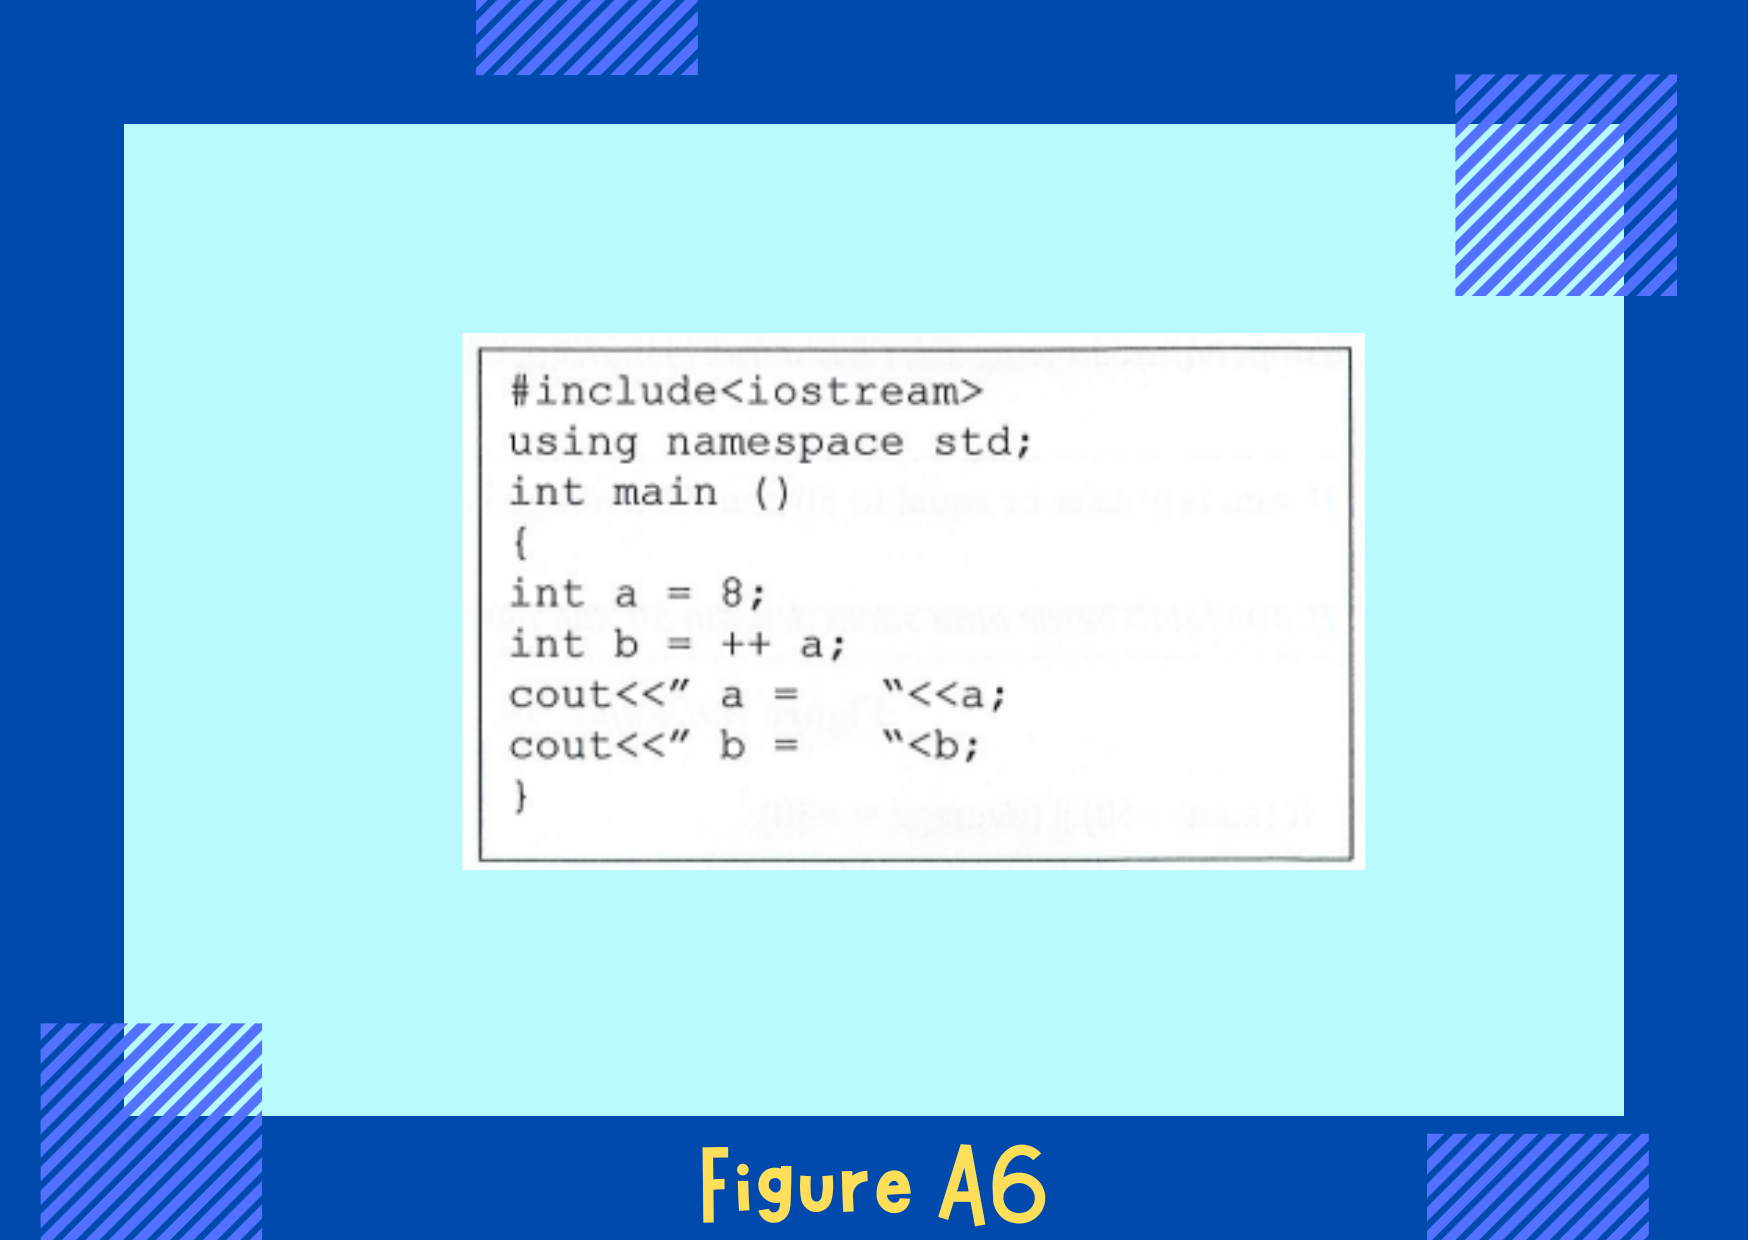 #include<iostream>
using namespace std;
int main ()
{
int a = 8;
int b = ++ a;
cout<<” a =   “<<a;
cout<<” b =   “<b;
}
Figure A6